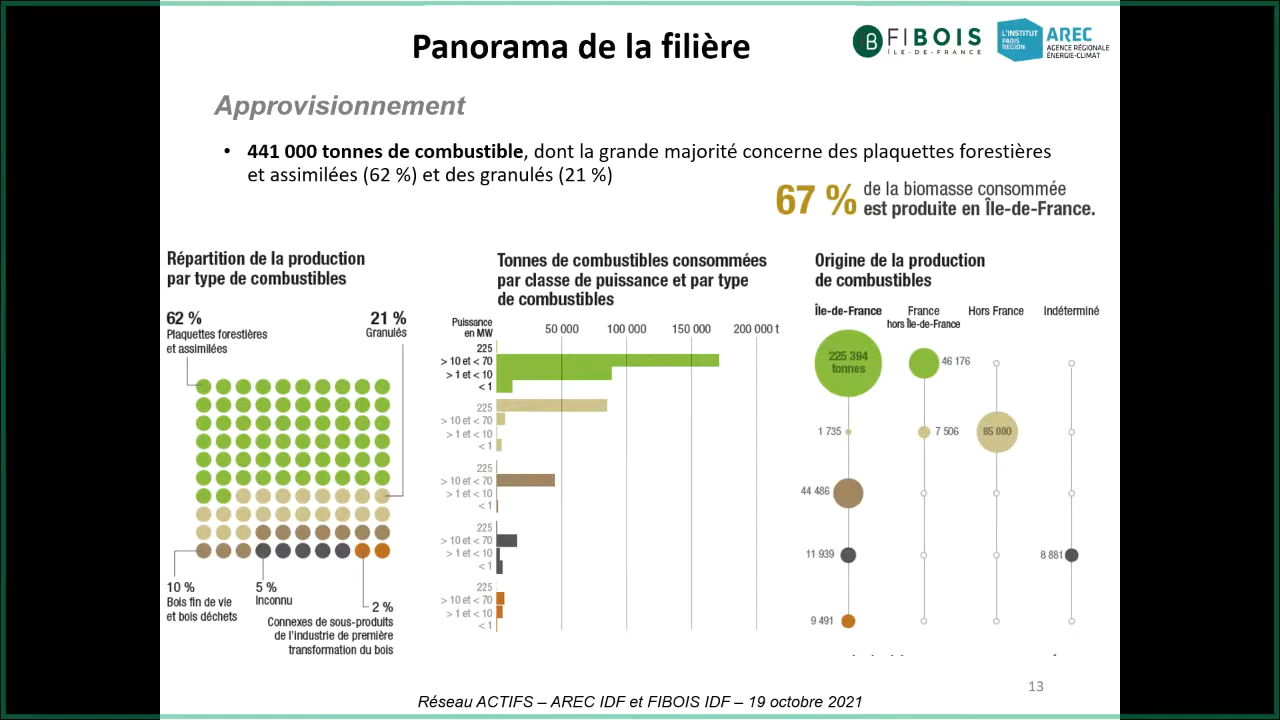 Panorama de la filière
FIBOIS
ÎLE-DE-FRANCE
L'INSTITUT
PARIS
REGION
AREC
AGENCE RÉGIONALE
ÉNERGIE-CLIMAT
Approvisionnement
• 441 000 tonnes de combustible, dont la grande majorité concerne des plaquettes forestières
et assimilées (62 %) et des granulés (21 %)
67 % de la biomasse consommée
est produite en Île-de-France.
Répartition de la production
par type de combustibles
62 %
Plaquettes forestières
et assimilées
21 %
Granulés
10 %
Bois fin de vie
et bois déchets
5 %
Inconnu
2 %
Connexes de sous-produits
de l'industrie de première
transformation du bois
Tonnes de combustibles consommées
par classe de puissance et par type
de combustibles
Puissance
en MW
50 000 100 000 150 000 200 000 t
225
> 10 et < 70
> 1 et < 10
< 1
225
> 10 et < 70
> 1 et < 10
< 1
225
> 10 et < 70
> 1 et < 10
< 1
225
> 10 et < 70
> 1 et < 10
< 1
225
> 10 et < 70
> 1 et < 10
< 1
Origine de la production
de combustibles
Île-de-France
France
hors Île-de-France
Hors France
Indéterminé
225 394
tonnes
46 176
1 735
7 506
85 000
44 486
11 939
8 881
9 491
13
Réseau ACTIFS – AREC IDF et FIBOIS IDF – 19 octobre 2021